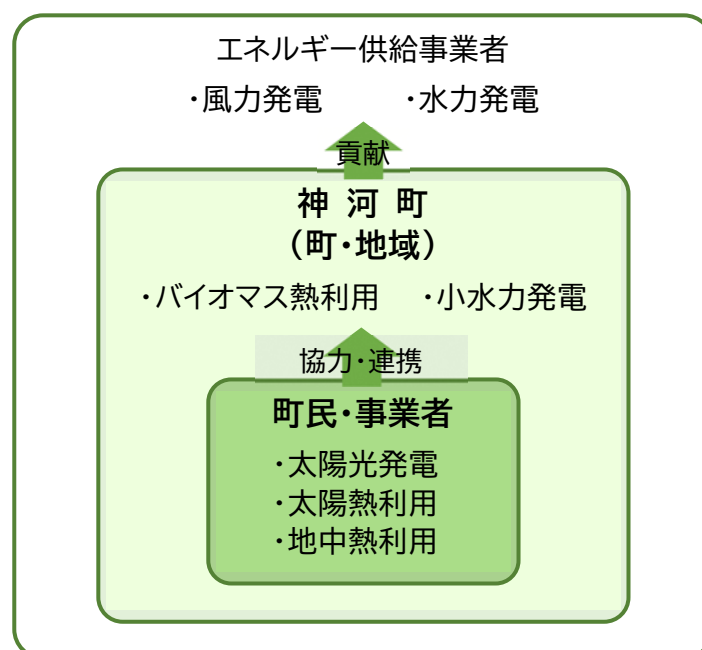 エネルギー供給事業者
・風力発電 ・水力発電
貢献
神 河 町
（町・地域）
・バイオマス熱利用 ・小水力発電
協力・連携
町民・事業者
・太陽光発電
・太陽熱利用
・地中熱利用